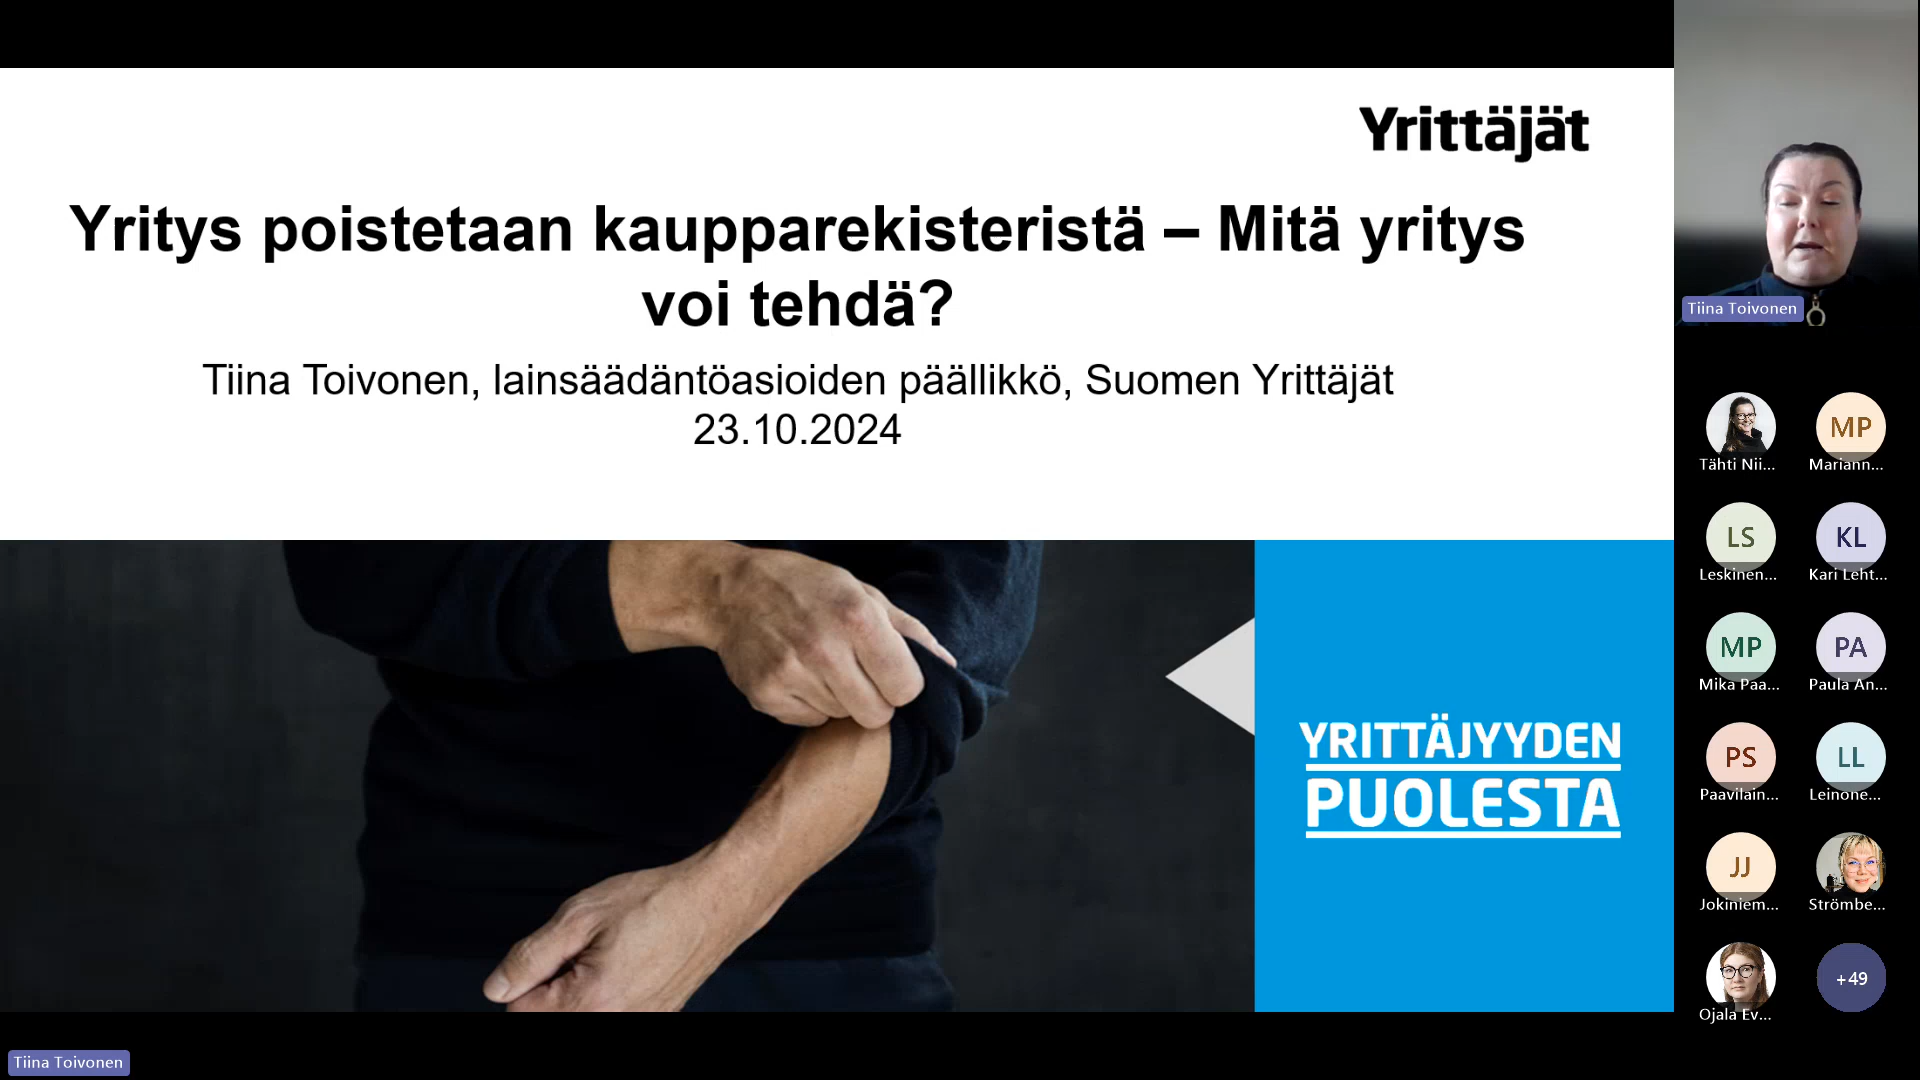 Yrittäjät
Yritys poistetaan kaupparekisteristä – Mitä yritys
voi tehdä?
Tiina Toivonen, lainsäädäntöasioiden päällikkö, Suomen Yrittäjät
23.10.2024
YRITTÄJYYDEN
PUOLESTA
Tiina Toivonen
Tiina Toivonen
Tähti Nii...
MP
Mariann...
LS
Leskinen...
KL
Kari Leht...
MP
Mika Paa...
PA
Paula An...
PS
Paavilain...
LL
Leinone...
JJ
Jokiniem...
Strömbe...
Ojala Ev...
+49